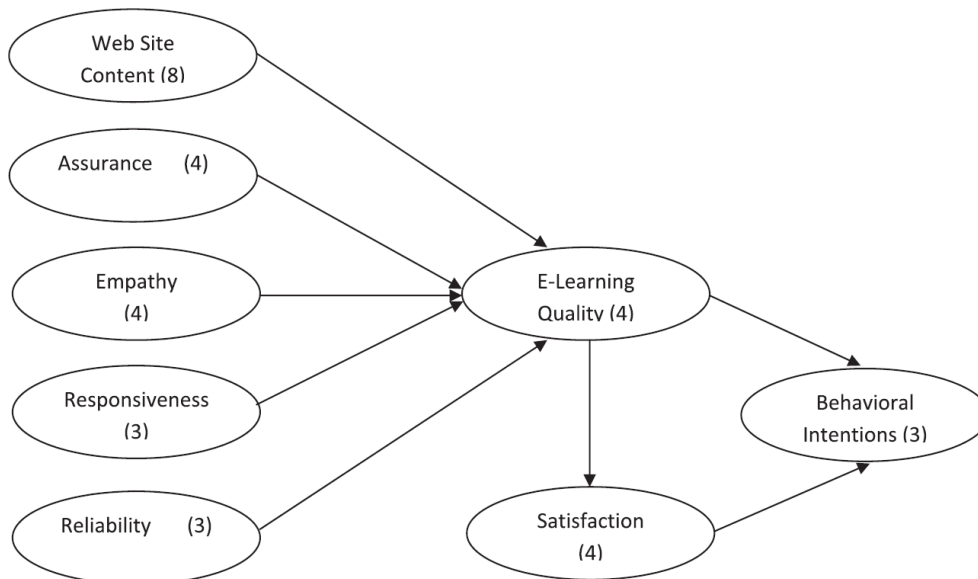 Web Site
Content (8)
Assurance (4)
Empathy
(4)
Responsiveness
(3)
Reliability (3)
E-Learning
Quality (4)
Behavioral
Intentions (3)
Satisfaction
(4)